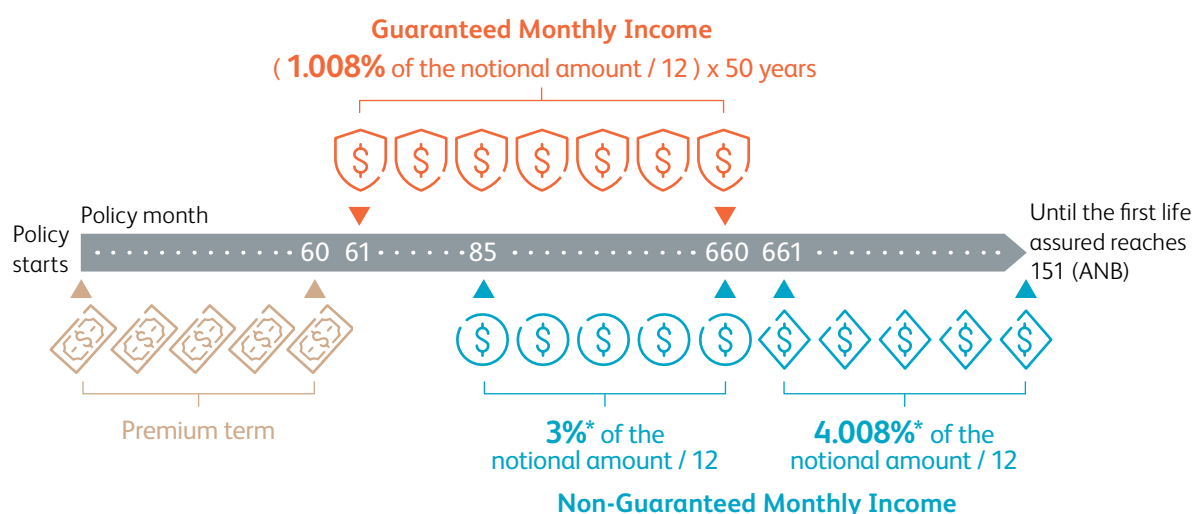 Guaranteed Monthly Income
( 1.008% of the notional amount / 12 ) x 50 years
$ $ $ $ $ $ $
Policy month
Policy
starts
60 61 85 660 661
Until the first life
assured reaches
151 (ANB)
$ $ $ $ $
$ $ $ $ $
$ $ $ $ $
Premium term
3%* of the
notional amount / 12
4.008%* of the
notional amount / 12
Non-Guaranteed Monthly Income